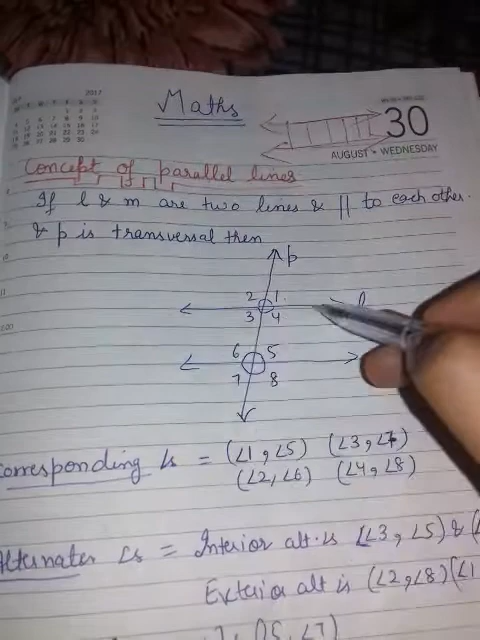 2017
Maths
30
AUGUST • WEDNESDAY
Concept of parallel lines
If l & m are two lines & || to each other.
& p is transversal then
p
2 1
l
3 4
6 5
7 8
Corresponding ∠s = (∠1, ∠5) (∠3, ∠7)
(∠2, ∠6) (∠4, ∠8)
Alternates ∠s = Interior alt. ∠s (∠3, ∠5) & (∠
Exterior alt ∠s (∠2, ∠8) (∠1